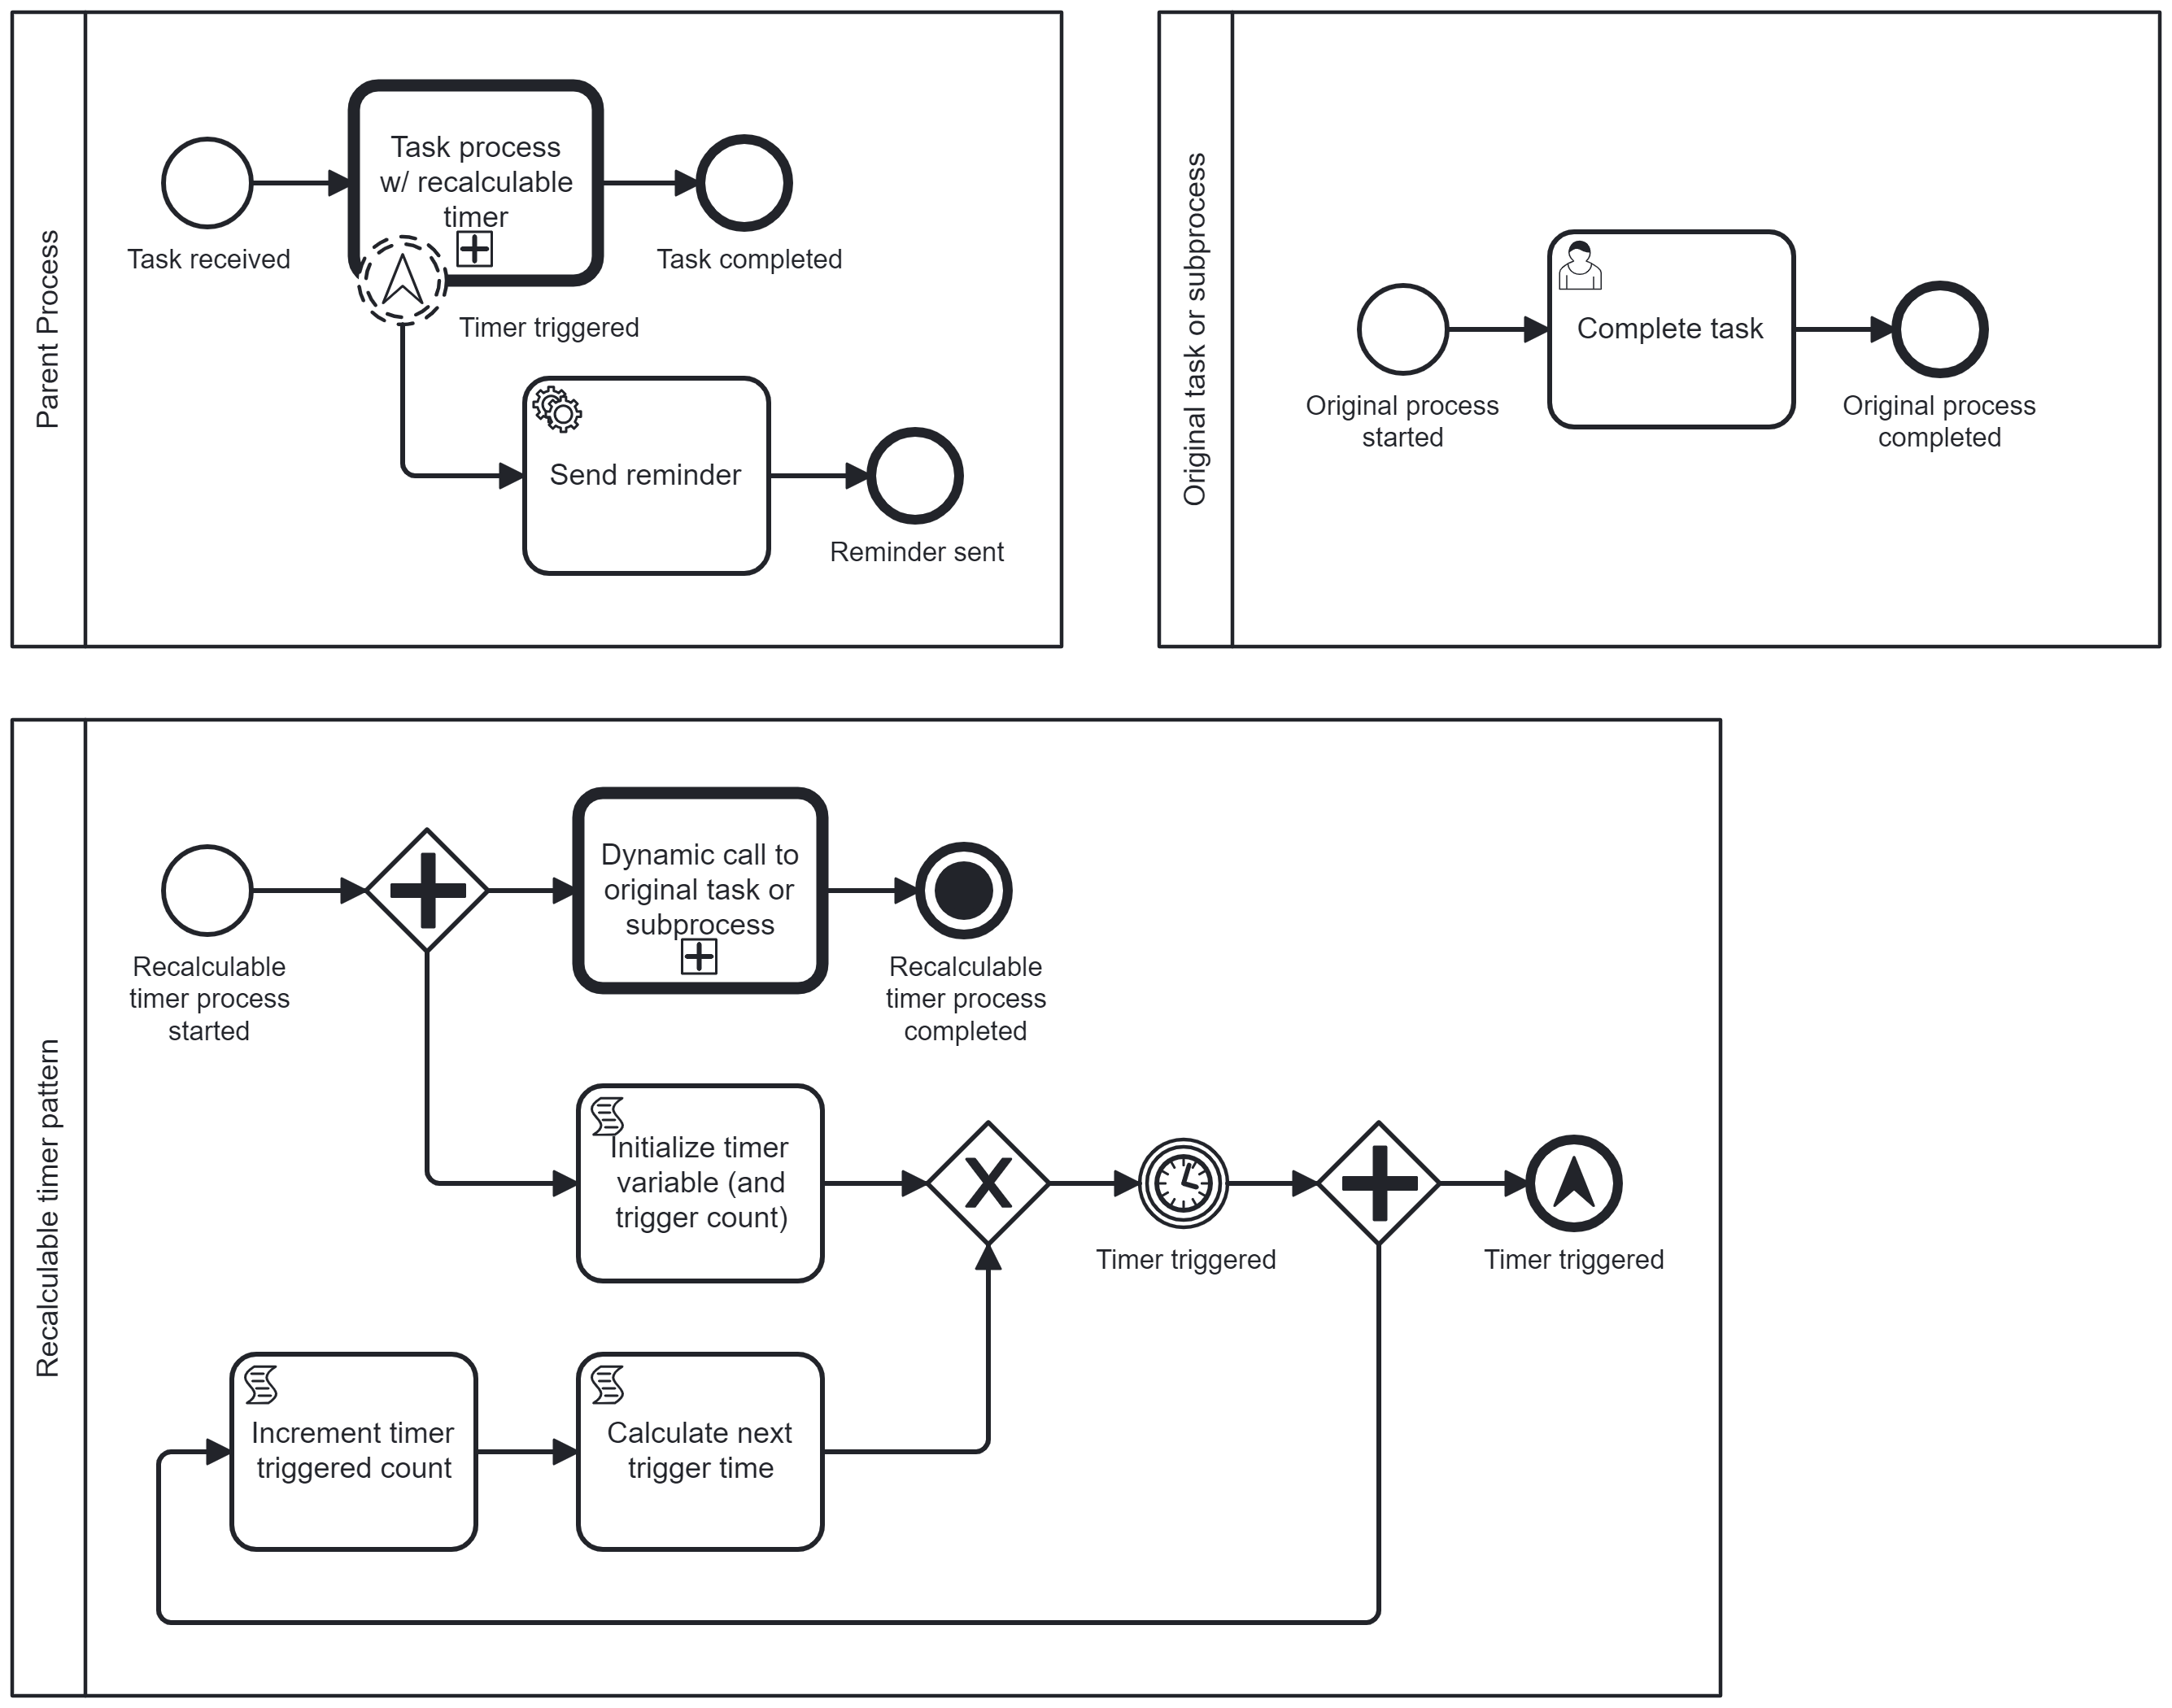 Parent Process
Task received
Task process
w/ recalculable
timer
Task completed
Timer triggered
Send reminder
Reminder sent
Original task or subprocess
Original process
started
Complete task
Original process
completed
Recalculable timer pattern
Recalculable
timer process
started
Dynamic call to
original task or
subprocess
Recalculable
timer process
completed
Initialize timer
variable (and
trigger count)
Timer triggered
Timer triggered
Increment timer
triggered count
Calculate next
trigger time